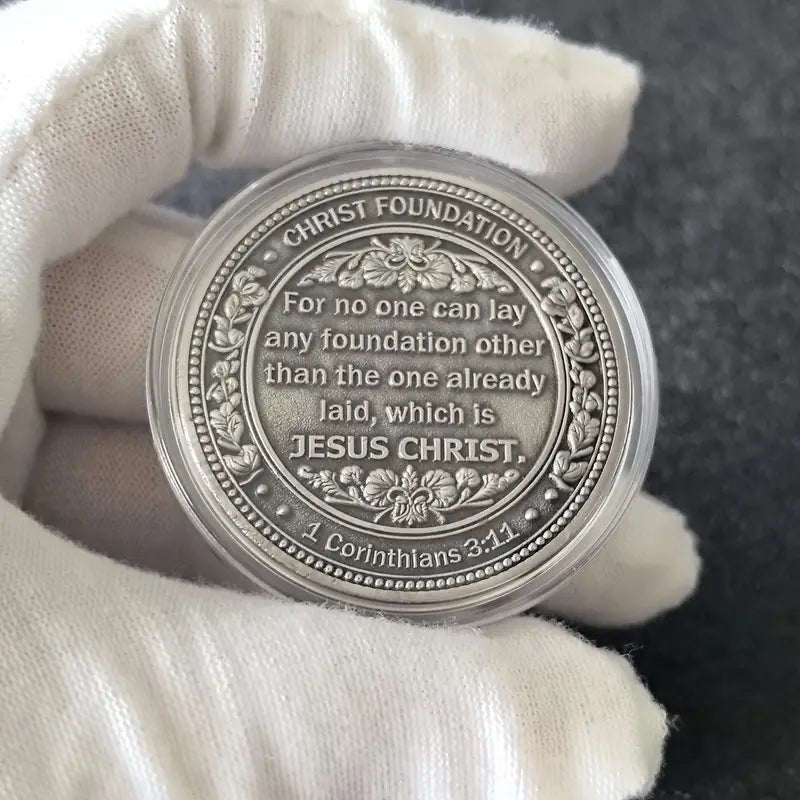 CHRIST FOUNDATION
For no one can lay
any foundation other
than the one already
laid, which is
JESUS CHRIST.
1 Corinthians 3:11